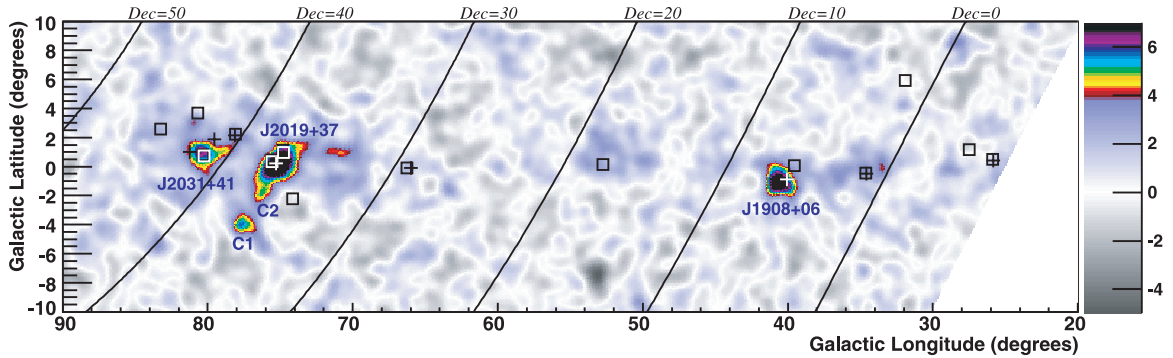 Dec=50 Dec=40 Dec=30 Dec=20 Dec=10 Dec=0
Galactic Latitude (degrees)
10
8
6
4
2
0
-2
-4
-6
-8
-10
J2019+37
J2031+41
C2
C1
J1908+06
90 80 70 60 50 40 30 20
Galactic Longitude (degrees)
6
4
2
0
-2
-4